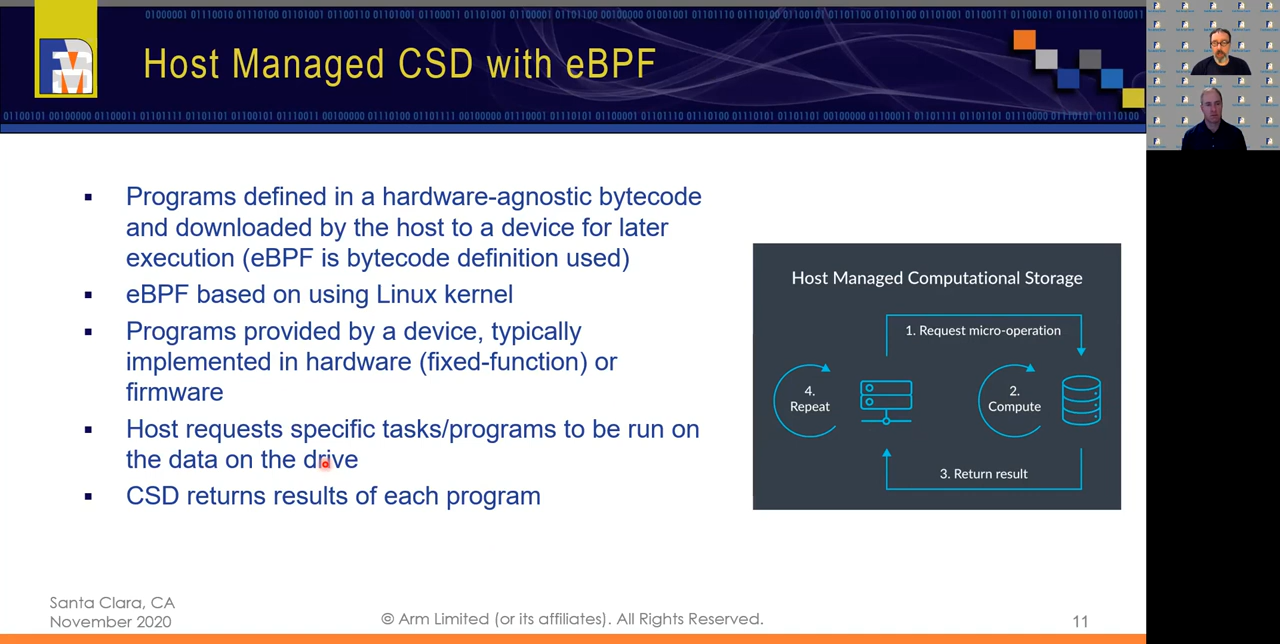 Host Managed CSD with eBPF
Programs defined in a hardware-agnostic bytecode
and downloaded by the host to a device for later
execution (eBPF is bytecode definition used)
eBPF based on using Linux kernel
Programs provided by a device, typically
implemented in hardware (fixed-function) or
firmware
Host requests specific tasks/programs to be run on
the data on the drive
CSD returns results of each program
Host Managed Computational Storage
1. Request micro-operation
4.
Repeat
2.
Compute
3. Return result
Santa Clara, CA
November 2020
© Arm Limited (or its affiliates). All Rights Reserved.
11